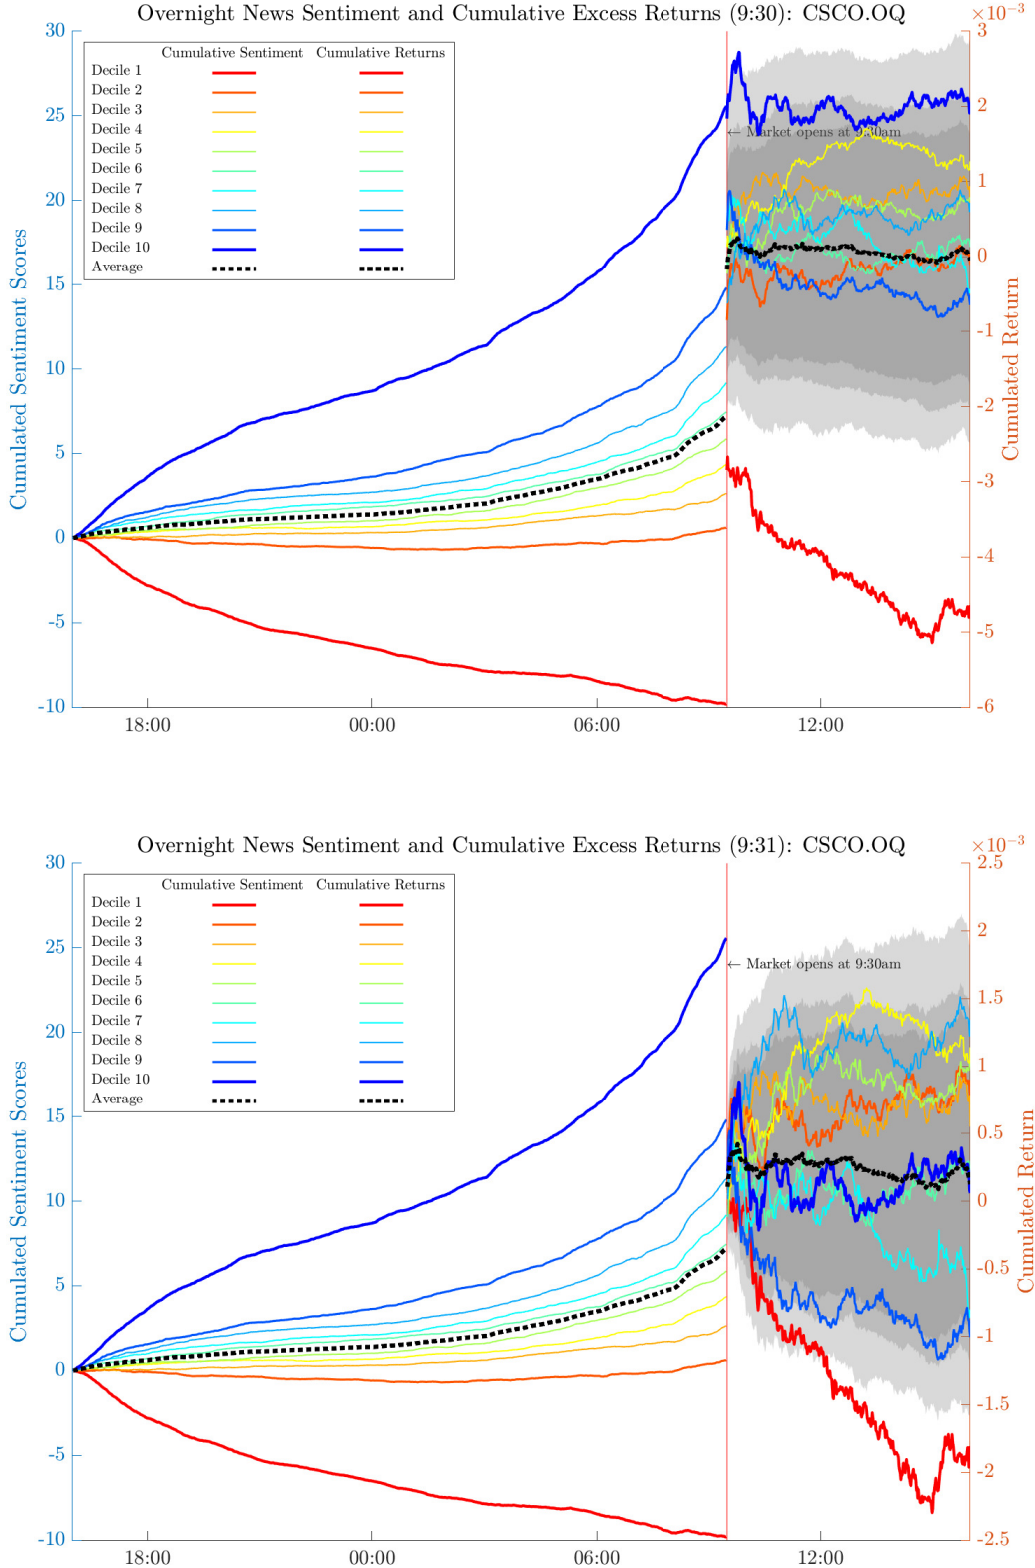 Overnight News Sentiment and Cumulative Excess Returns (9:30): CSCO.OQ
×10⁻³
Cumulative Sentiment Cumulative Returns
Decile 1
Decile 2
Decile 3
Decile 4
Decile 5
Decile 6
Decile 7
Decile 8
Decile 9
Decile 10
Average
← Market opens at 9:30am
Cumulated Sentiment Scores
30
25
20
15
10
5
0
-5
-10
18:00 00:00 06:00 12:00
3
2
1
0
-1
-2
-3
-4
-5
-6
Cumulated Return
Overnight News Sentiment and Cumulative Excess Returns (9:31): CSCO.OQ
×10⁻³
Cumulative Sentiment Cumulative Returns
Decile 1
Decile 2
Decile 3
Decile 4
Decile 5
Decile 6
Decile 7
Decile 8
Decile 9
Decile 10
Average
← Market opens at 9:30am
Cumulated Sentiment Scores
30
25
20
15
10
5
0
-5
-10
18:00 00:00 06:00 12:00
2.5
2
1.5
1
0.5
0
-0.5
-1
-1.5
-2
-2.5
Cumulated Return